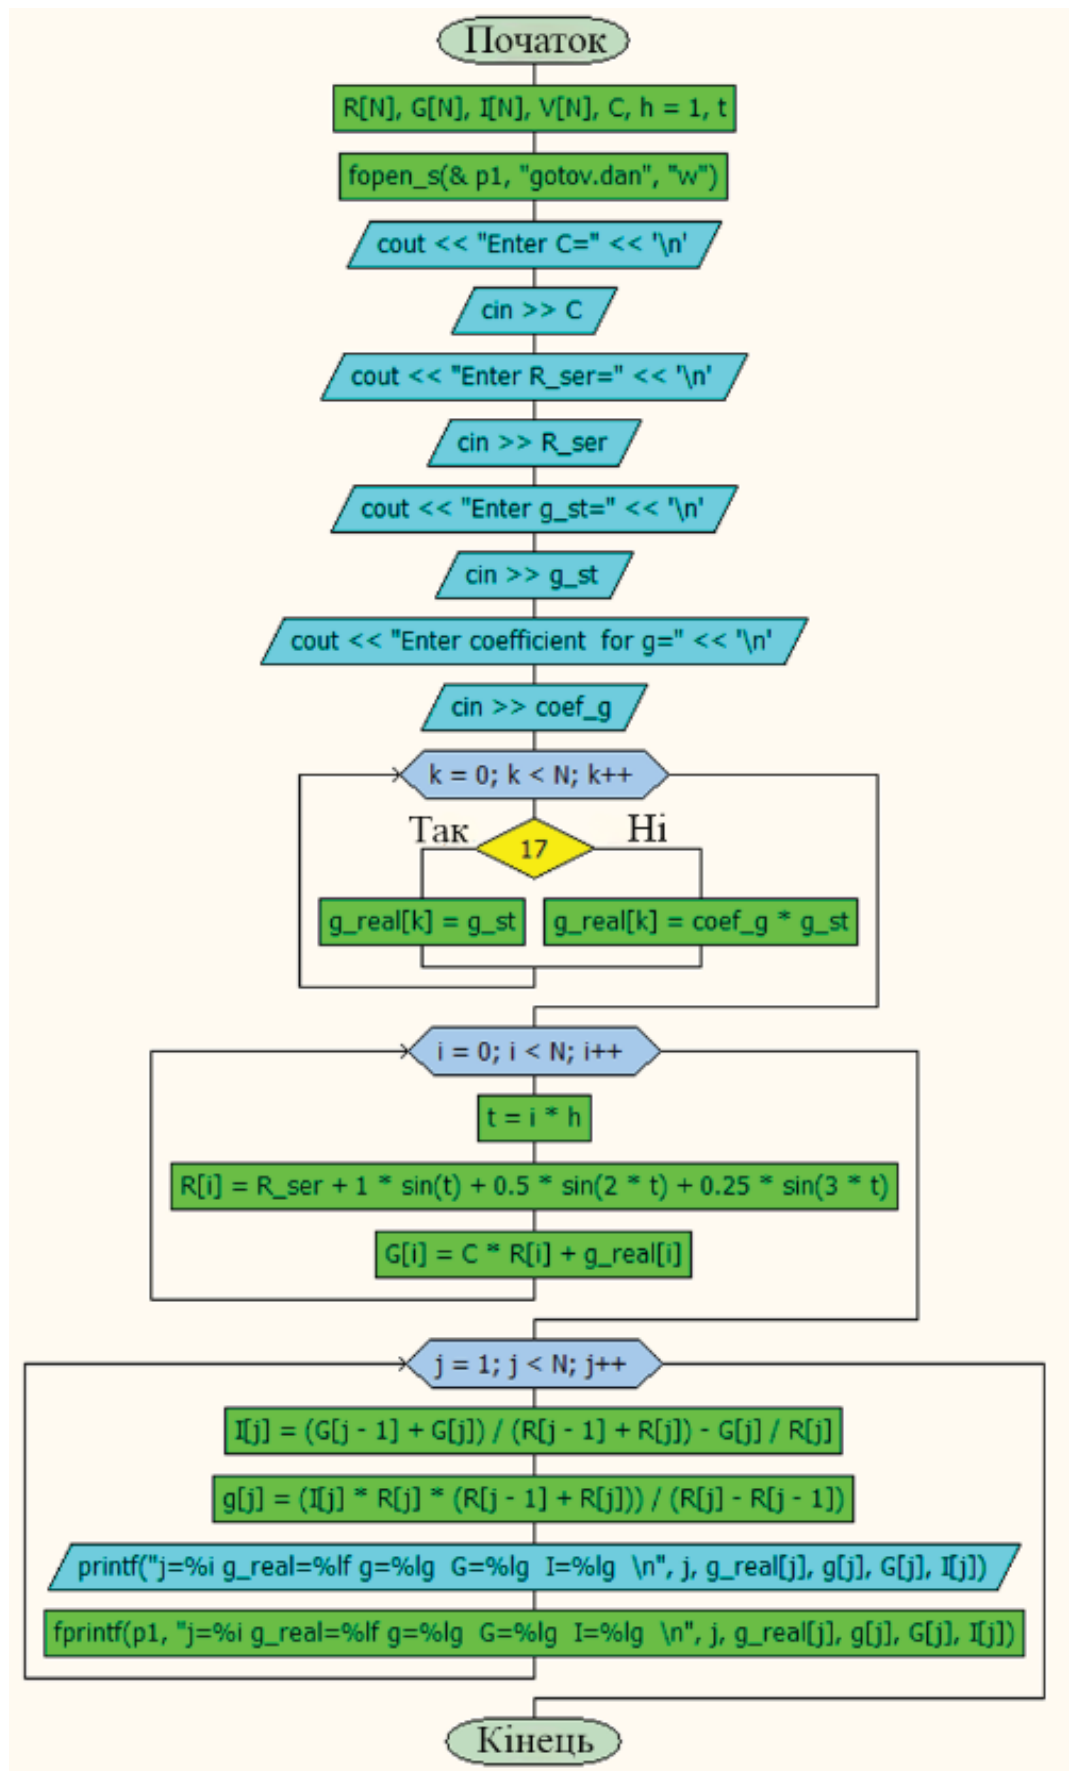 Початок
R[N], G[N], I[N], V[N], C, h = 1, t
fopen_s(& p1, "gotov.dan", "w")
cout << "Enter C=" << '\n'
cin >> C
cout << "Enter R_ser=" << '\n'
cin >> R_ser
cout << "Enter g_st=" << '\n'
cin >> g_st
cout << "Enter coefficient  for g=" << '\n'
cin >> coef_g
k = 0; k < N; k++
Так
Ні
17
g_real[k] = g_st
g_real[k] = coef_g * g_st
i = 0; i < N; i++
t = i * h
R[i] = R_ser + 1 * sin(t) + 0.5 * sin(2 * t) + 0.25 * sin(3 * t)
G[i] = C * R[i] + g_real[i]
j = 1; j < N; j++
I[j] = (G[j - 1] + G[j]) / (R[j - 1] + R[j]) - G[j] / R[j]
g[j] = (I[j] * R[j] * (R[j - 1] + R[j])) / (R[j] - R[j - 1])
printf("j=%i g_real=%lf g=%lg  G=%lg  I=%lg  \n", j, g_real[j], g[j], G[j], I[j])
fprintf(p1, "j=%i g_real=%lf g=%lg  G=%lg  I=%lg  \n", j, g_real[j], g[j], G[j], I[j])
Кінець